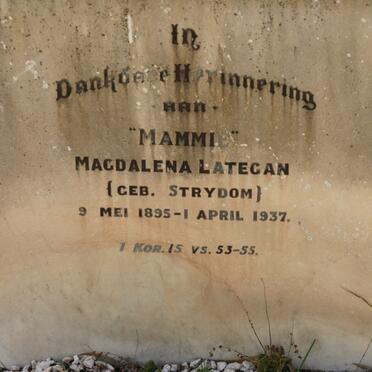 In
Dankbare Herinnering
aan
"MAMMIE"
MAGDALENA LATEGAN
{GEB. STRYDOM}
9 MEI 1895-1 APRIL 1937.
1 KOR. 15 VS. 53-55.